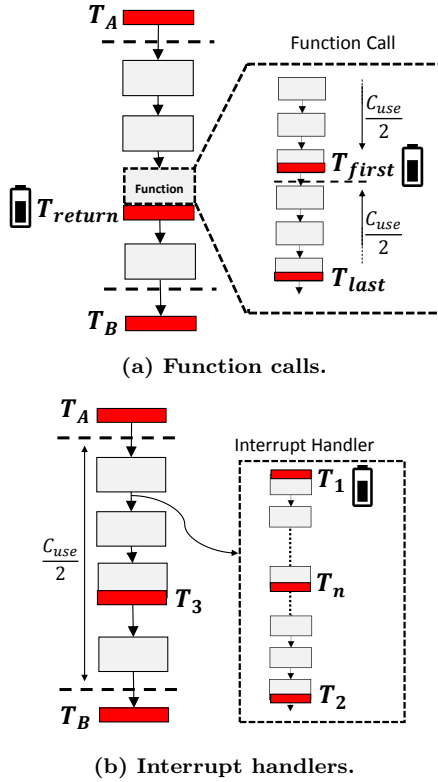 T_A
Function Call
C_use/2
Function
T_first
T_return
C_use/2
T_last
T_B
(a) Function calls.
T_A
Interrupt Handler
T_1
C_use/2
T_n
T_3
T_2
T_B
(b) Interrupt handlers.